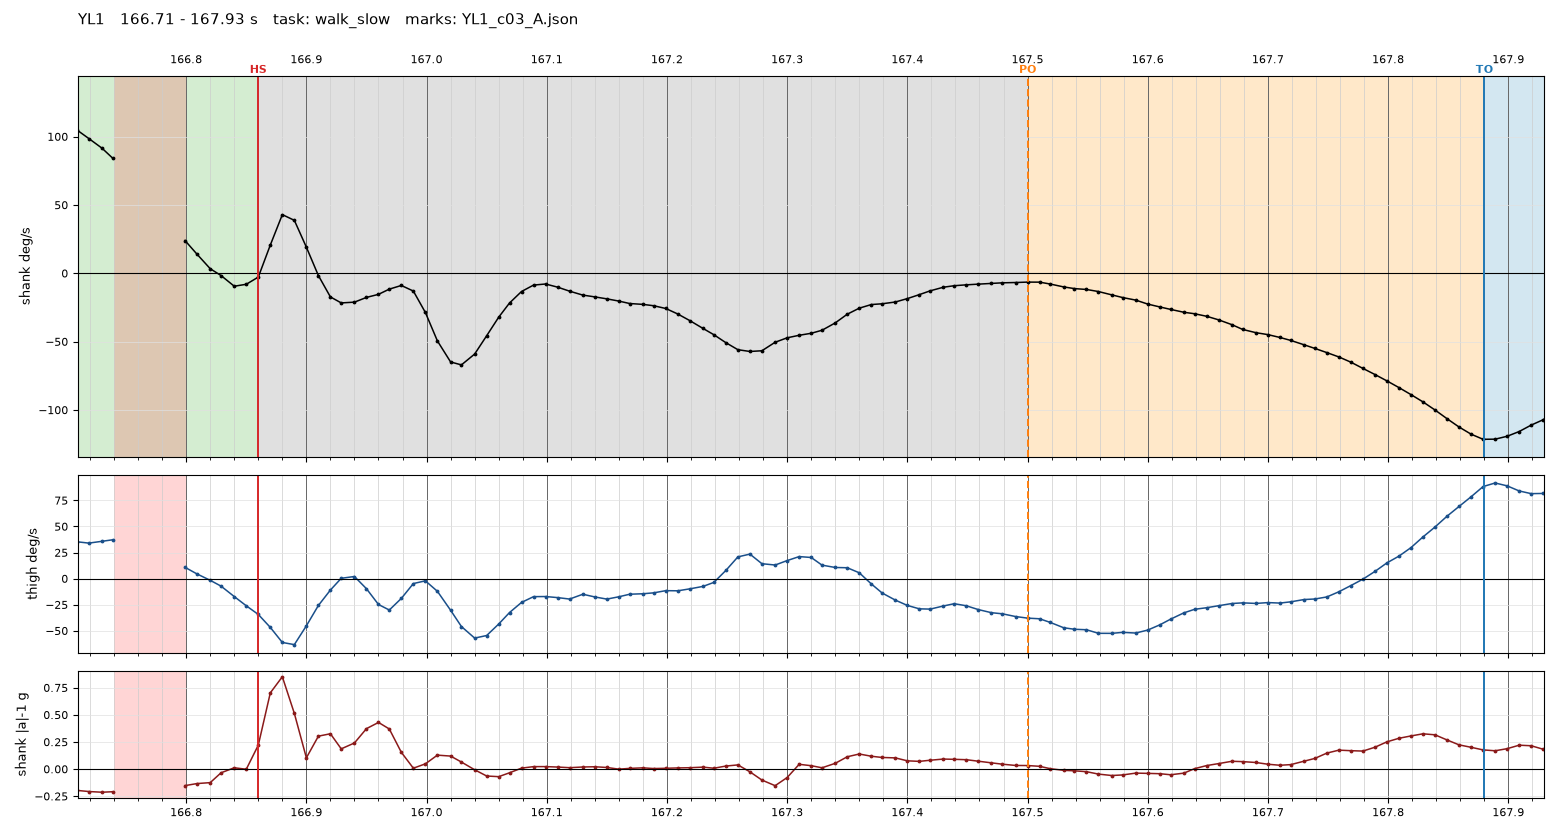 YL1   166.71 - 167.93 s   task: walk_slow   marks: YL1_c03_A.json
166.8 166.9 167.0 167.1 167.2 167.3 167.4 167.5 167.6 167.7 167.8 167.9
HS PO TO
shank deg/s
100
50
0
−50
−100
thigh deg/s
75
50
25
0
−25
−50
shank |a|-1 g
0.75
0.50
0.25
0.00
−0.25
166.8 166.9 167.0 167.1 167.2 167.3 167.4 167.5 167.6 167.7 167.8 167.9